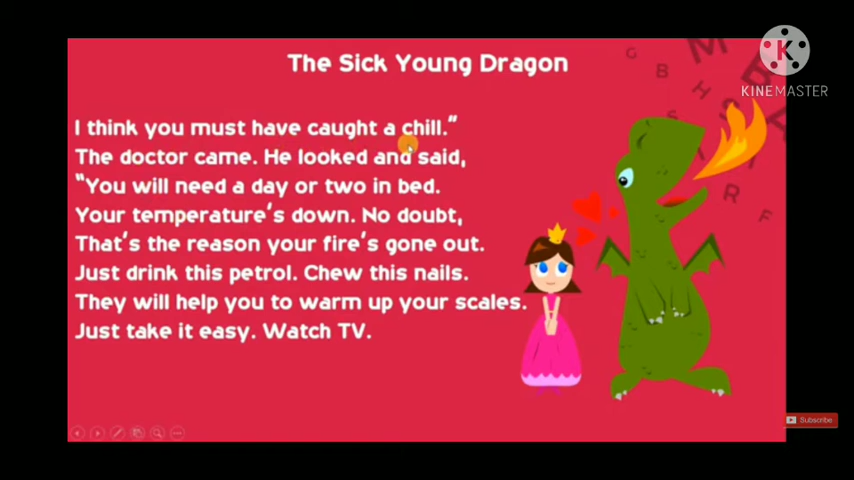 The Sick Young Dragon
I think you must have caught a chill."
The doctor came. He looked and said,
"You will need a day or two in bed.
Your temperature's down. No doubt,
That's the reason your fire's gone out.
Just drink this petrol. Chew this nails.
They will help you to warm up your scales.
Just take it easy. Watch TV.
K
KINEMASTER
G
B
M
H
R
F
Subscribe